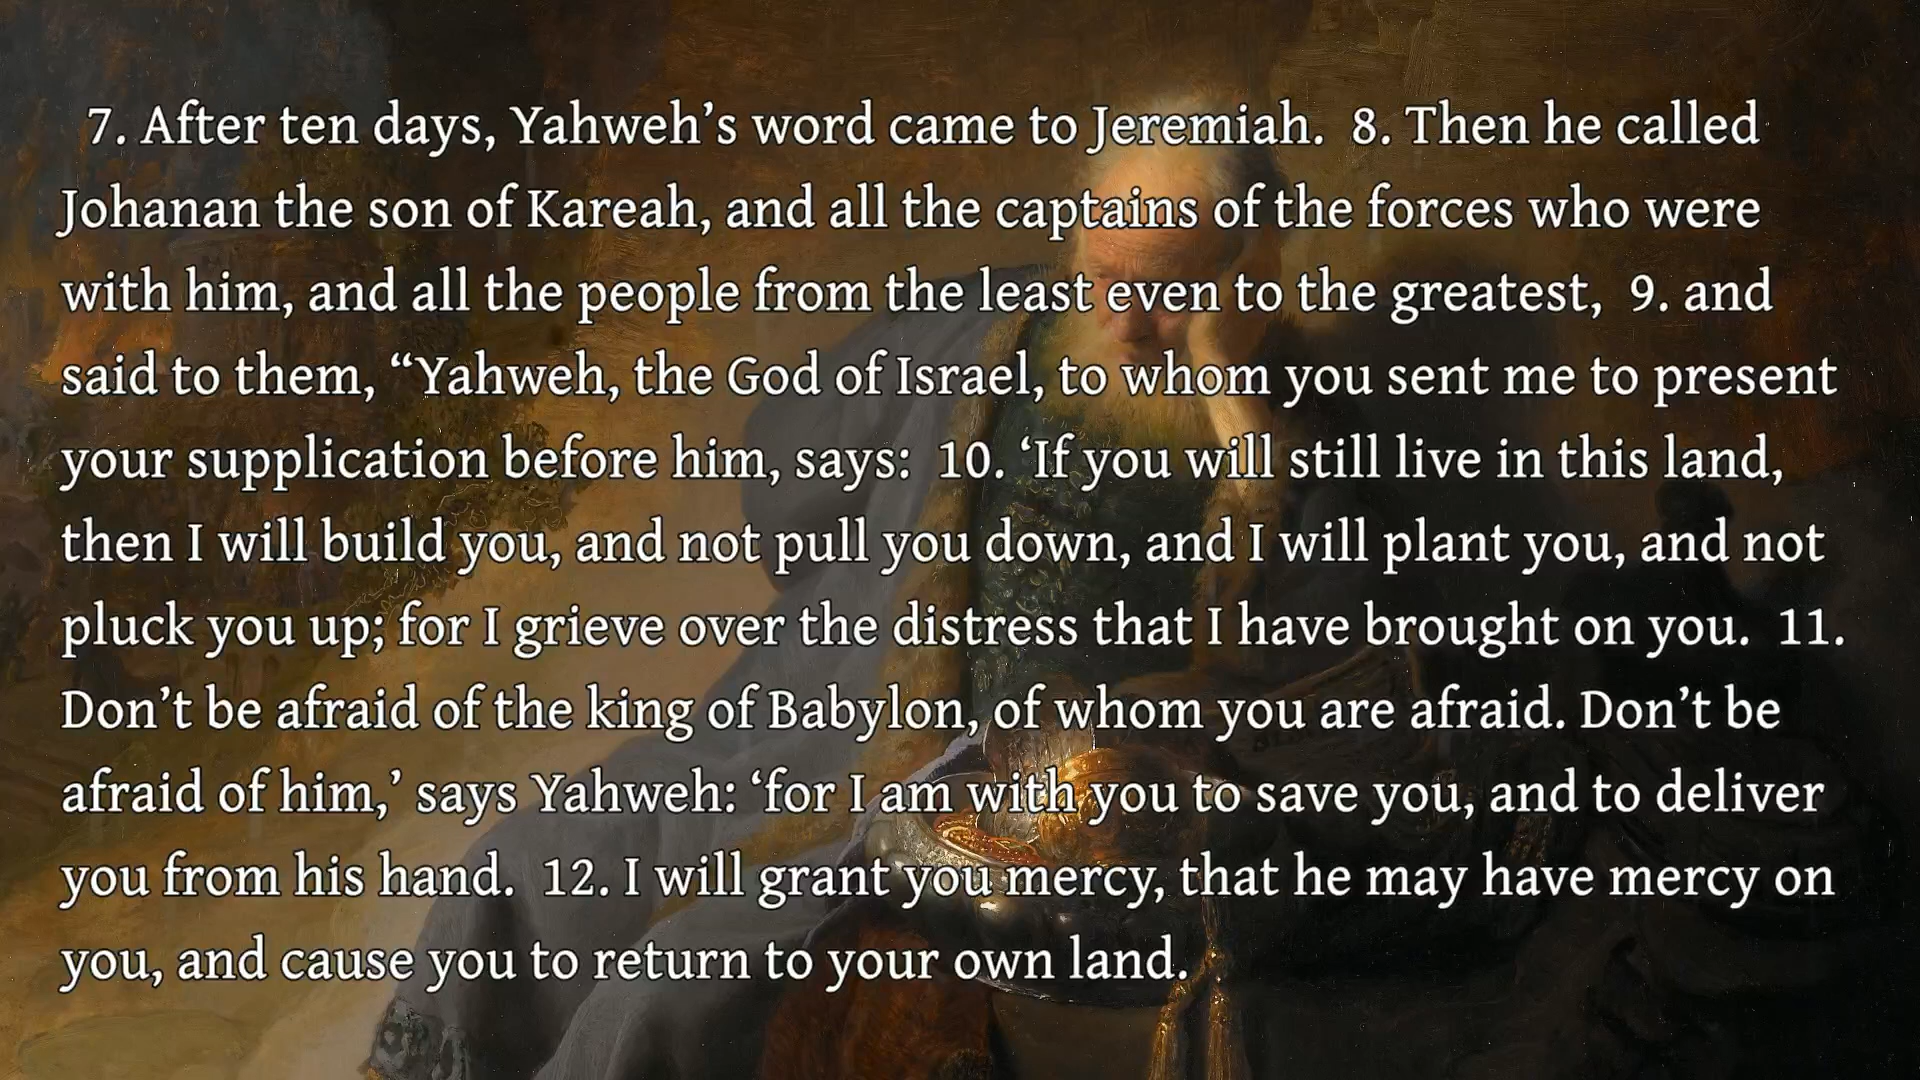 7. After ten days, Yahweh’s word came to Jeremiah.  8. Then he called
Johanan the son of Kareah, and all the captains of the forces who were
with him, and all the people from the least even to the greatest,  9. and
said to them, “Yahweh, the God of Israel, to whom you sent me to present
your supplication before him, says:  10. ‘If you will still live in this land,
then I will build you, and not pull you down, and I will plant you, and not
pluck you up; for I grieve over the distress that I have brought on you.  11.
Don’t be afraid of the king of Babylon, of whom you are afraid. Don’t be
afraid of him,’ says Yahweh: ‘for I am with you to save you, and to deliver
you from his hand.  12. I will grant you mercy, that he may have mercy on
you, and cause you to return to your own land.